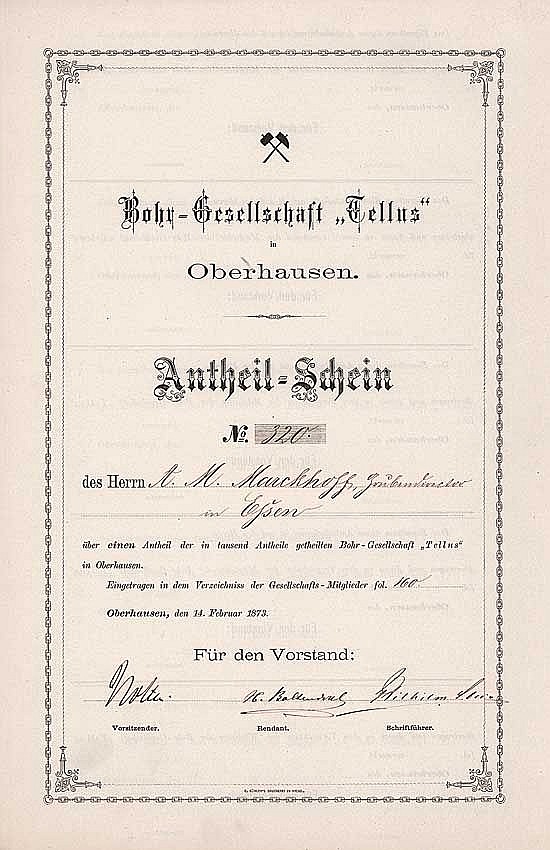 Bohr-Gesellschaft „Tellus“
in
Oberhausen.
Antheil-Schein
No. 320.
des Herrn A. M. Marckhoff, Grubendirector
in Eſsen
über einen Antheil der in tausend Antheile getheilten Bohr-Gesellschaft „Tellus“
in Oberhausen.
Eingetragen in dem Verzeichniss der Gesellschafts-Mitglieder fol. 160
Oberhausen, den 14. Februar 1873.
Für den Vorstand:
Wilhelm
Vorsitzender. Rendant. Schriftführer.